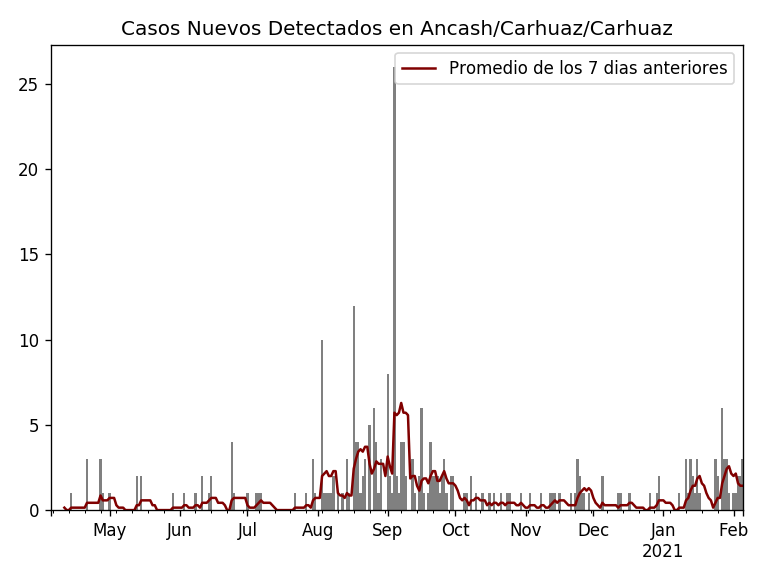 Casos Nuevos Detectados en Ancash/Carhuaz/Carhuaz
Promedio de los 7 dias anteriores
25
20
15
10
5
0
May Jun Jul Aug Sep Oct Nov Dec Jan Feb
2021